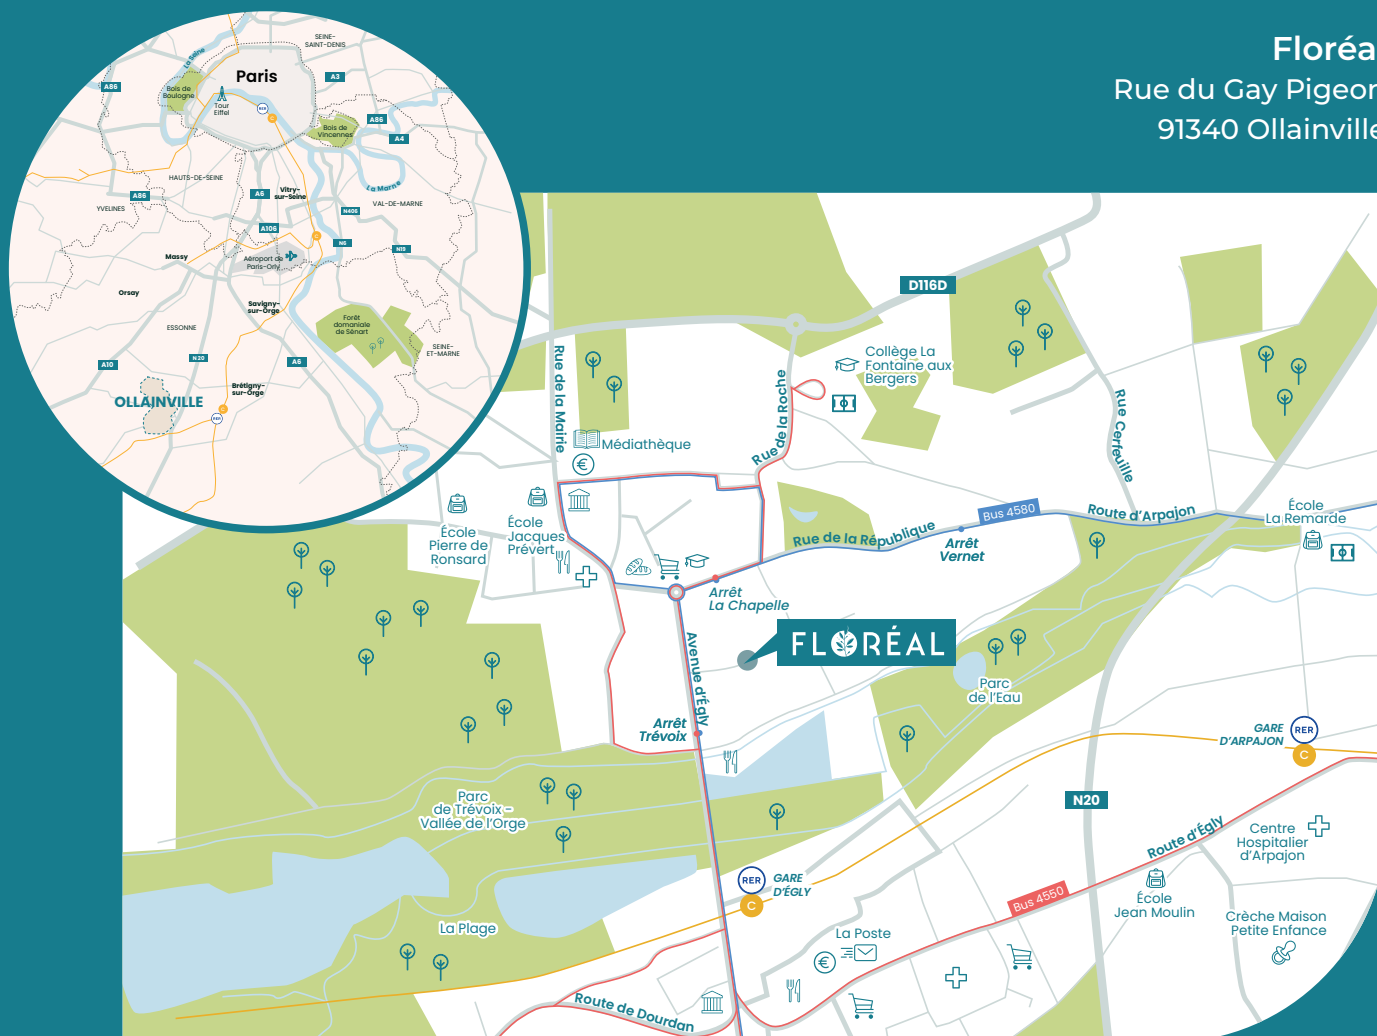 Floréa
Rue du Gay Pigeon
91340 Ollainville
SEINE-
SAINT-DENIS
La Seine
Paris
A3
A86
Bois de
Boulogne
Tour
Eiffel
RER
C
Bois de
Vincennes
A86
A4
La Marne
HAUTS-DE-SEINE
A86
A6
Vitry-
sur-Seine
YVELINES
N406
VAL-DE-MARNE
A106
N6
N19
Massy
Aéroport de
Paris-Orly
Orsay
Savigny-
sur-Orge
ESSONNE
Forêt
domaniale
de Sénart
SEINE-
ET-MARNE
A10
N 20
A6
Brétigny-
sur-Orge
OLLAINVILLE
C
RER
D116D
Rue de la Mairie
Collège La
Fontaine aux
Bergers
Rue de la Roche
Rue Cerfeuille
Médiathèque
École
Pierre de
Ronsard
École
Jacques
Prévert
Rue de la République
Bus 4580
Arrêt
Vernet
Route d'Arpajon
École
La Remarde
Arrêt
La Chapelle
FLORÉAL
Avenue d'Égly
Arrêt
Trévoix
Parc
de l'Eau
GARE
D'ARPAJON
RER
C
N20
Parc
de Trévoix -
Vallée de l'Orge
Route d'Égly
Centre
Hospitalier
d'Arpajon
RER
C
GARE
D'ÉGLY
Bus 4550
École
Jean Moulin
Crèche Maison
Petite Enfance
La Plage
La Poste
Route de Dourdan